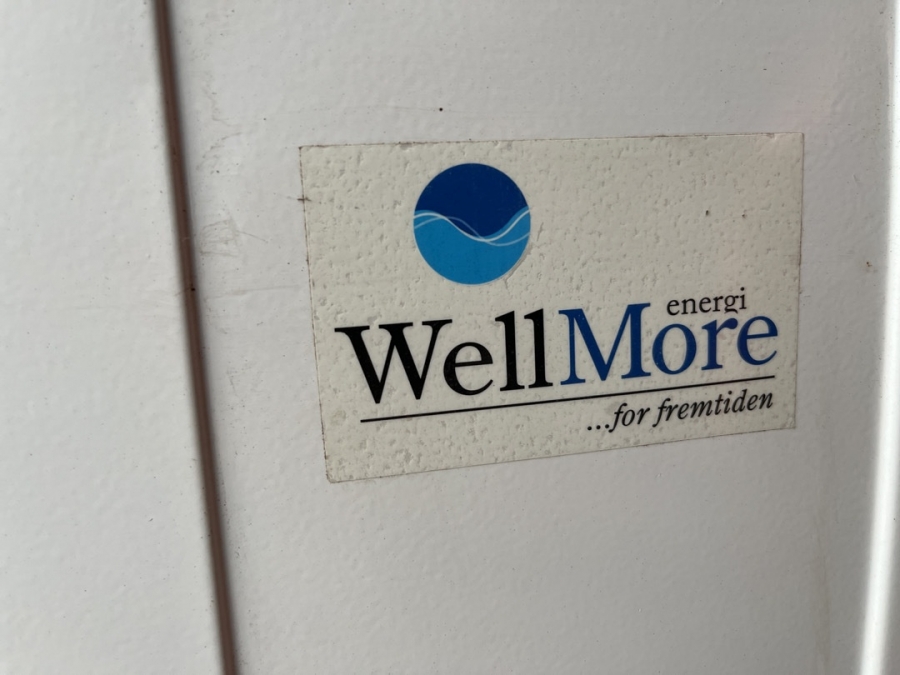 energi
WellMore
...for fremtiden